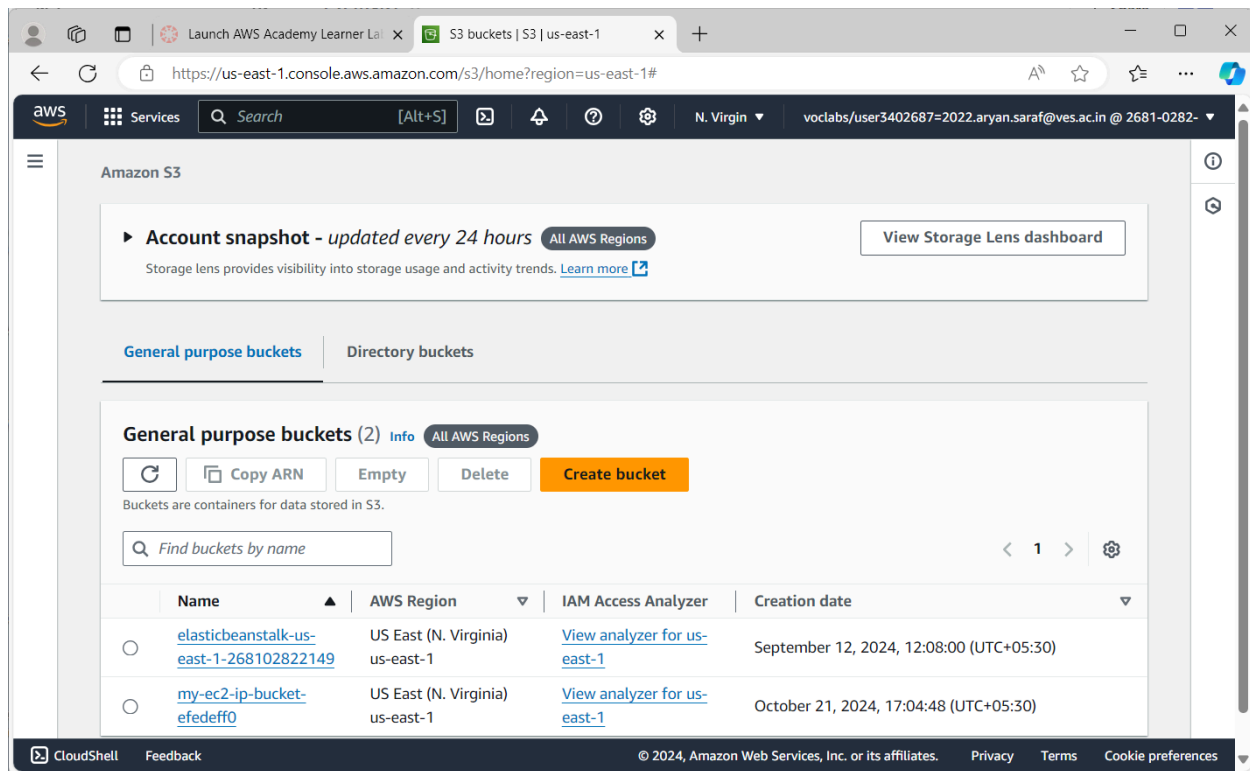 Launch AWS Academy Learner La
S3 buckets | S3 | us-east-1
https://us-east-1.console.aws.amazon.com/s3/home?region=us-east-1#
aws
Services
Search
[Alt+S]
N. Virgin
voclabs/user3402687=2022.aryan.saraf@ves.ac.in @ 2681-0282-
Amazon S3
Account snapshot - updated every 24 hours All AWS Regions
View Storage Lens dashboard
Storage lens provides visibility into storage usage and activity trends. Learn more
General purpose buckets
Directory buckets
General purpose buckets (2) Info All AWS Regions
Copy ARN
Empty
Delete
Create bucket
Buckets are containers for data stored in S3.
Find buckets by name
1
Name
AWS Region
IAM Access Analyzer
Creation date
elasticbeanstalk-us-
east-1-268102822149
US East (N. Virginia)
us-east-1
View analyzer for us-
east-1
September 12, 2024, 12:08:00 (UTC+05:30)
my-ec2-ip-bucket-
efedeff0
US East (N. Virginia)
us-east-1
View analyzer for us-
east-1
October 21, 2024, 17:04:48 (UTC+05:30)
CloudShell
Feedback
© 2024, Amazon Web Services, Inc. or its affiliates.
Privacy
Terms
Cookie preferences